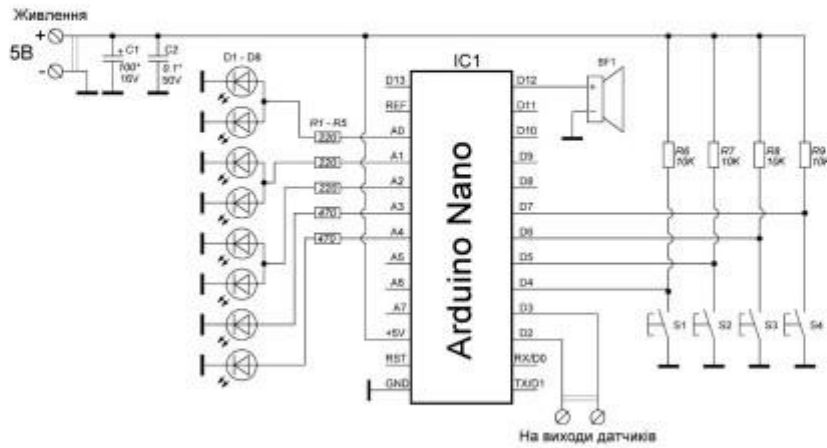 Живлення
+
5В
-
+ C1
100*
16V
C2
0.1*
50V
D1 - D8
R1 - R5
220
220
220
470
470
IC1
Arduino Nano
D13
REF
A0
A1
A2
A3
A4
A5
A6
A7
+5V
RST
GND
D12
D11
D10
D9
D8
D7
D6
D5
D4
D3
D2
RX/D0
TX/D1
BF1
+
-
R6
10K
R7
10K
R8
10K
R9
10K
S1
S2
S3
S4
На виходи датчиків